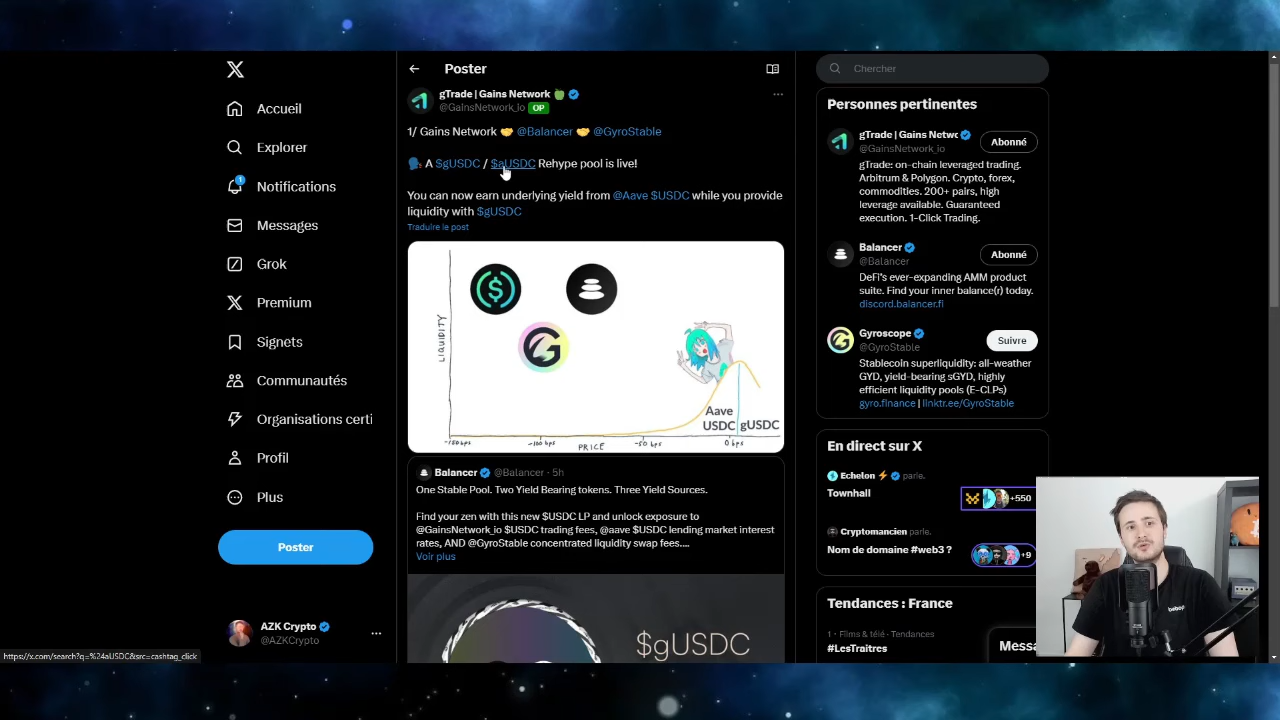 Accueil
Explorer
1
Notifications
Messages
Grok
Premium
Signets
Communautés
Organisations certi
Profil
Plus
Poster
AZK Crypto
@AZKCrypto
https://x.com/search?q=%24aUSDC&src=cashtag_click
Poster
gTrade | Gains Network
@GainsNetwork_io OP
1/ Gains Network 🤝 @Balancer 🤝 @GyroStable
🗣 A $gUSDC / $aUSDC Rehype pool is live!
You can now earn underlying yield from @Aave $USDC while you provide
liquidity with $gUSDC
Traduire le post
LIQUIDITY
Aave
USDC
gUSDC
-150 bps
-100 bps
-50 bps
0 bps
PRICE
Balancer @Balancer · 5h
One Stable Pool. Two Yield Bearing tokens. Three Yield Sources.
Find your zen with this new $USDC LP and unlock exposure to
@GainsNetwork_io $USDC trading fees, @aave $USDC lending market interest
rates, AND @GyroStable concentrated liquidity swap fees....
Voir plus
$gUSDC
Chercher
Personnes pertinentes
gTrade | Gains Netwo
@GainsNetwork_io
Abonné
gTrade: on-chain leveraged trading.
Arbitrum & Polygon. Crypto, forex,
commodities. 200+ pairs, high
leverage available. Guaranteed
execution. 1-Click Trading.
Balancer
@Balancer
Abonné
DeFi's ever-expanding AMM product
suite. Find your inner balance(r) today.
discord.balancer.fi
Gyroscope
@GyroStable
Suivre
Stablecoin superliquidity: all-weather
GYD, yield-bearing sGYD, highly
efficient liquidity pools (E-CLPs)
gyro.finance | linktr.ee/GyroStable
En direct sur X
Echelon ⚡ parle.
Townhall
+550
Cryptomancien parle.
Nom de domaine #web3 ?
+9
Tendances : France
1 · Films & télé · Tendances
#LesTraitres
Messa